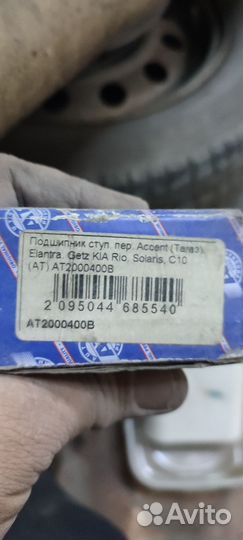 Подшипник ступ. пер. Accent (Тагаз),
Elantra, Getz KIA Rio, Solaris, C10
(AT) AT2000400B
2 095044 685540
AT2000400B
Avito